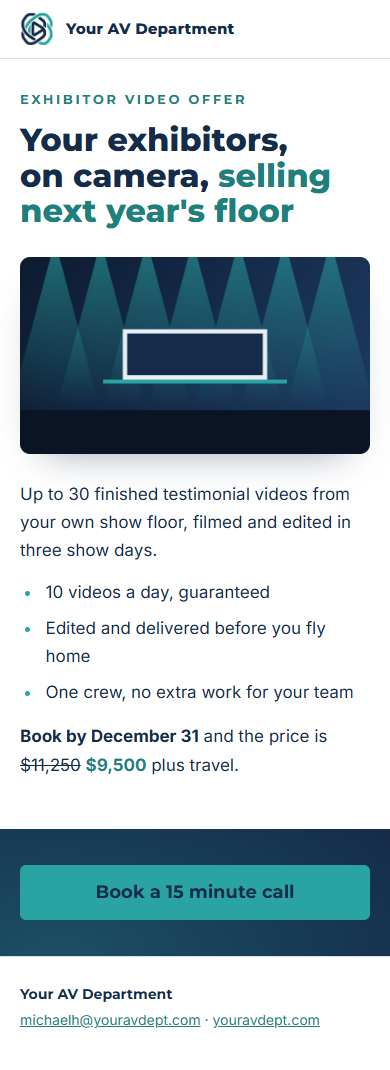 Your AV Department
EXHIBITOR VIDEO OFFER
Your exhibitors,
on camera, selling
next year's floor
Up to 30 finished testimonial videos from
your own show floor, filmed and edited in
three show days.
• 10 videos a day, guaranteed
• Edited and delivered before you fly
home
• One crew, no extra work for your team
Book by December 31 and the price is
$11,250 $9,500 plus travel.
Book a 15 minute call
Your AV Department
michaelh@youravdept.com · youravdept.com